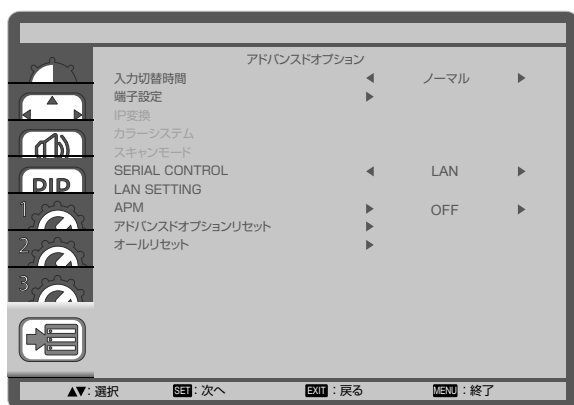 アドバンスドオプション
入力切替時間 ◀ ノーマル ▶
端子設定 ▶
IP変換
カラーシステム
スキャンモード
SERIAL CONTROL ◀ LAN ▶
LAN SETTING
APM ▶ OFF ▶
アドバンスドオプションリセット ▶
オールリセット ▶
PIP
1
2
3
▲▼: 選択 SET : 次へ EXIT : 戻る MENU : 終了